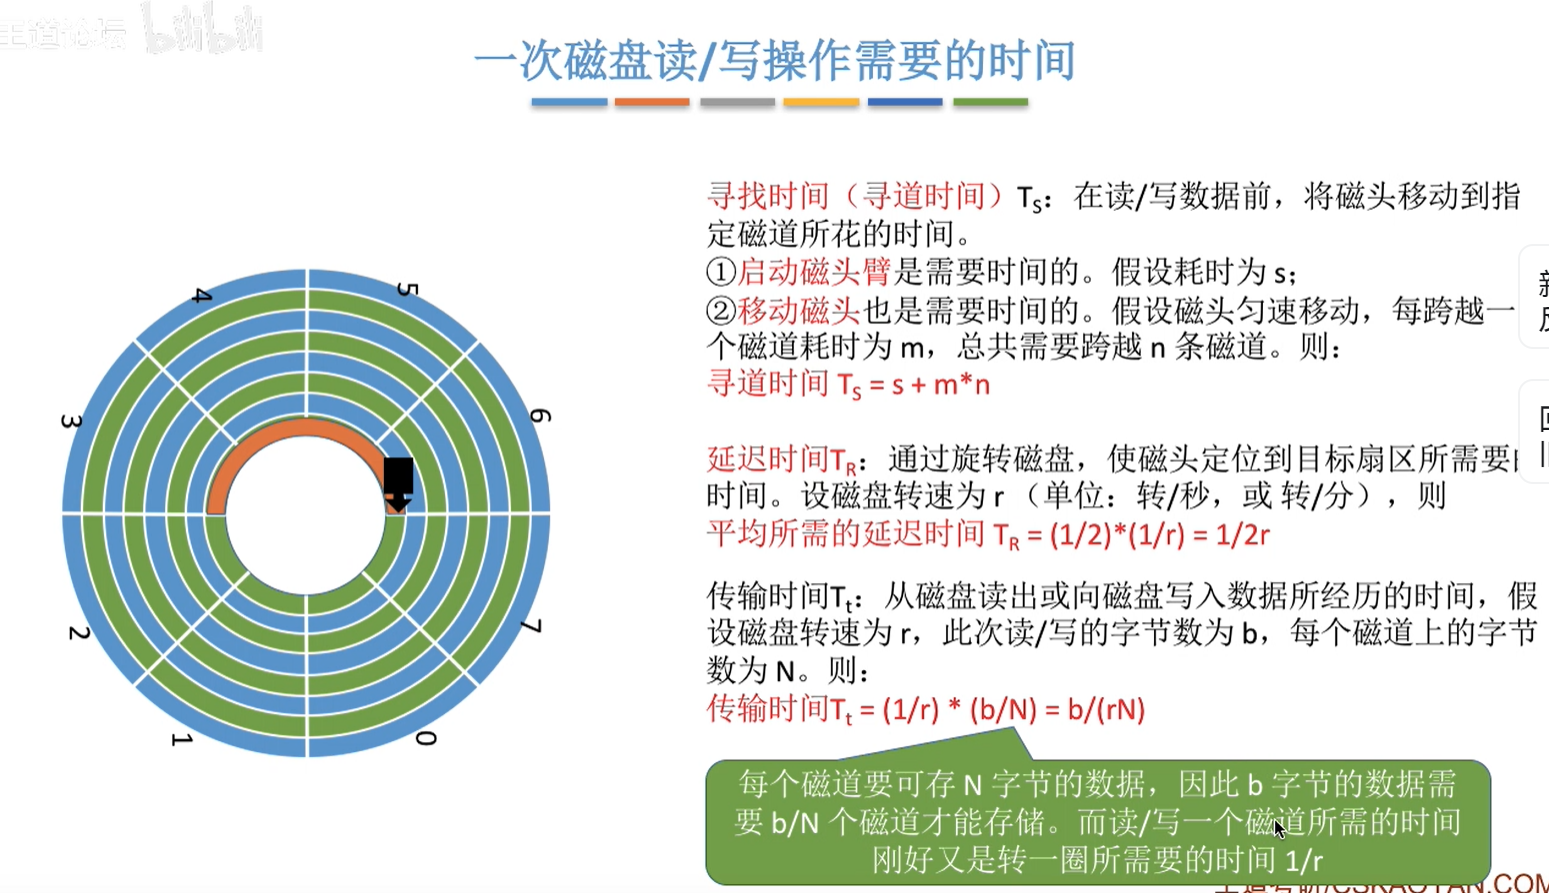 王道论坛 bilibili
一次磁盘读/写操作需要的时间
寻找时间（寻道时间）TS：在读/写数据前，将磁头移动到指
定磁道所花的时间。
①启动磁头臂是需要时间的。假设耗时为 s；
②移动磁头也是需要时间的。假设磁头匀速移动，每跨越一
个磁道耗时为 m，总共需要跨越 n 条磁道。则：
寻道时间 TS = s + m*n
延迟时间TR：通过旋转磁盘，使磁头定位到目标扇区所需要
时间。设磁盘转速为 r （单位：转/秒，或 转/分），则
平均所需的延迟时间 TR = (1/2)*(1/r) = 1/2r
传输时间Tt：从磁盘读出或向磁盘写入数据所经历的时间，假
设磁盘转速为 r，此次读/写的字节数为 b，每个磁道上的字节
数为 N。则：
传输时间Tt = (1/r) * (b/N) = b/(rN)
每个磁道要可存 N 字节的数据，因此 b 字节的数据需
要 b/N 个磁道才能存储。而读/写一个磁道所需的时间
刚好又是转一圈所需要的时间 1/r
4
5
3
6
2
7
1
0